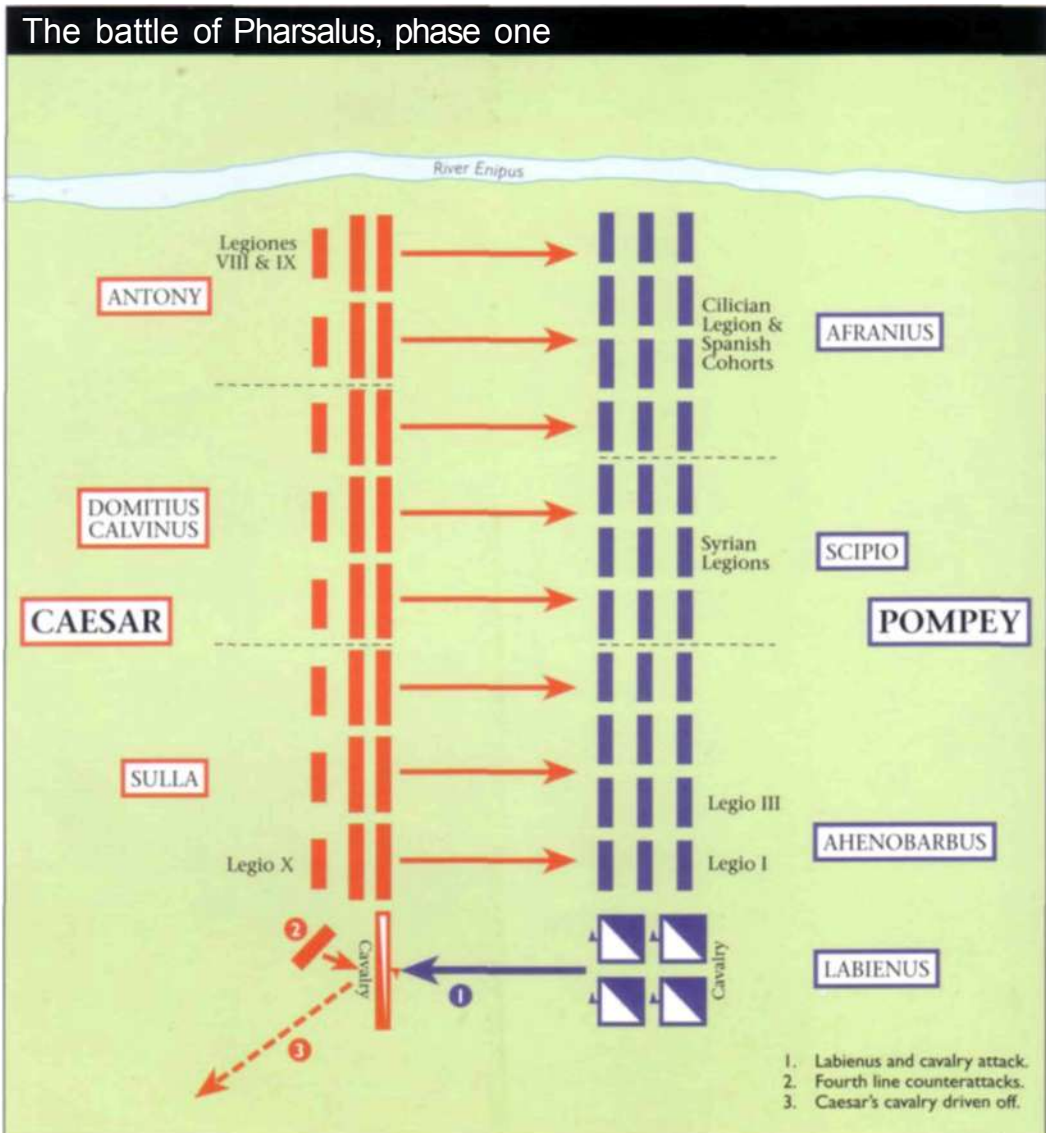 The battle of Pharsalus, phase one
River Enipus
Legiones
VIII & IX
ANTONY
Cilician
Legion &
Spanish
Cohorts
AFRANIUS
DOMITIUS
CALVINUS
Syrian
Legions
SCIPIO
CAESAR
POMPEY
SULLA
Legio III
AHENOBARBUS
Legio X
Legio I
2
Cavalry
1
Cavalry
LABIENUS
3
1. Labienus and cavalry attack.
2. Fourth line counterattacks.
3. Caesar's cavalry driven off.